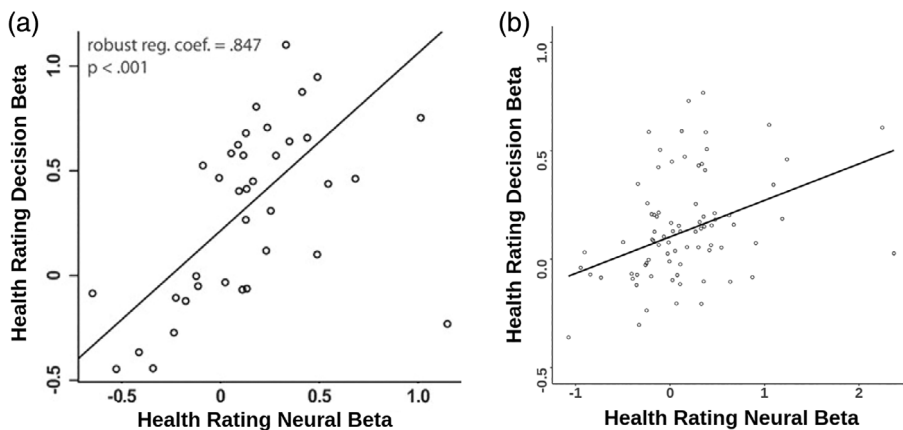 (a)
robust reg. coef. = .847
p < .001
Health Rating Decision Beta
1.0
0.5
0
-0.5
-0.5
0
0.5
1.0
Health Rating Neural Beta
(b)
Health Rating Decision Beta
1.0
0.5
0.0
-0.5
-1
0
1
2
Health Rating Neural Beta